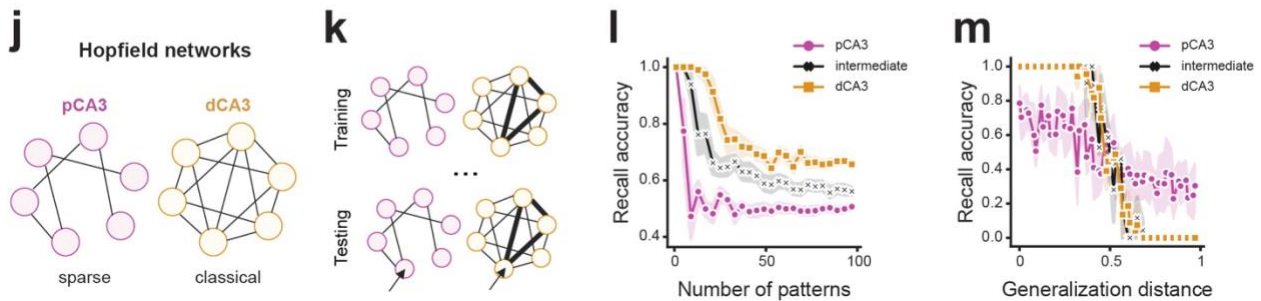 j
Hopfield networks
pCA3
dCA3
sparse
classical
k
Training
...
Testing
l
pCA3
intermediate
dCA3
Recall accuracy
1.0
0.8
0.6
0.4
0
50
100
Number of patterns
m
pCA3
intermediate
dCA3
Recall accuracy
1.0
0.8
0.6
0.4
0.2
0.0
0
0.5
1
Generalization distance